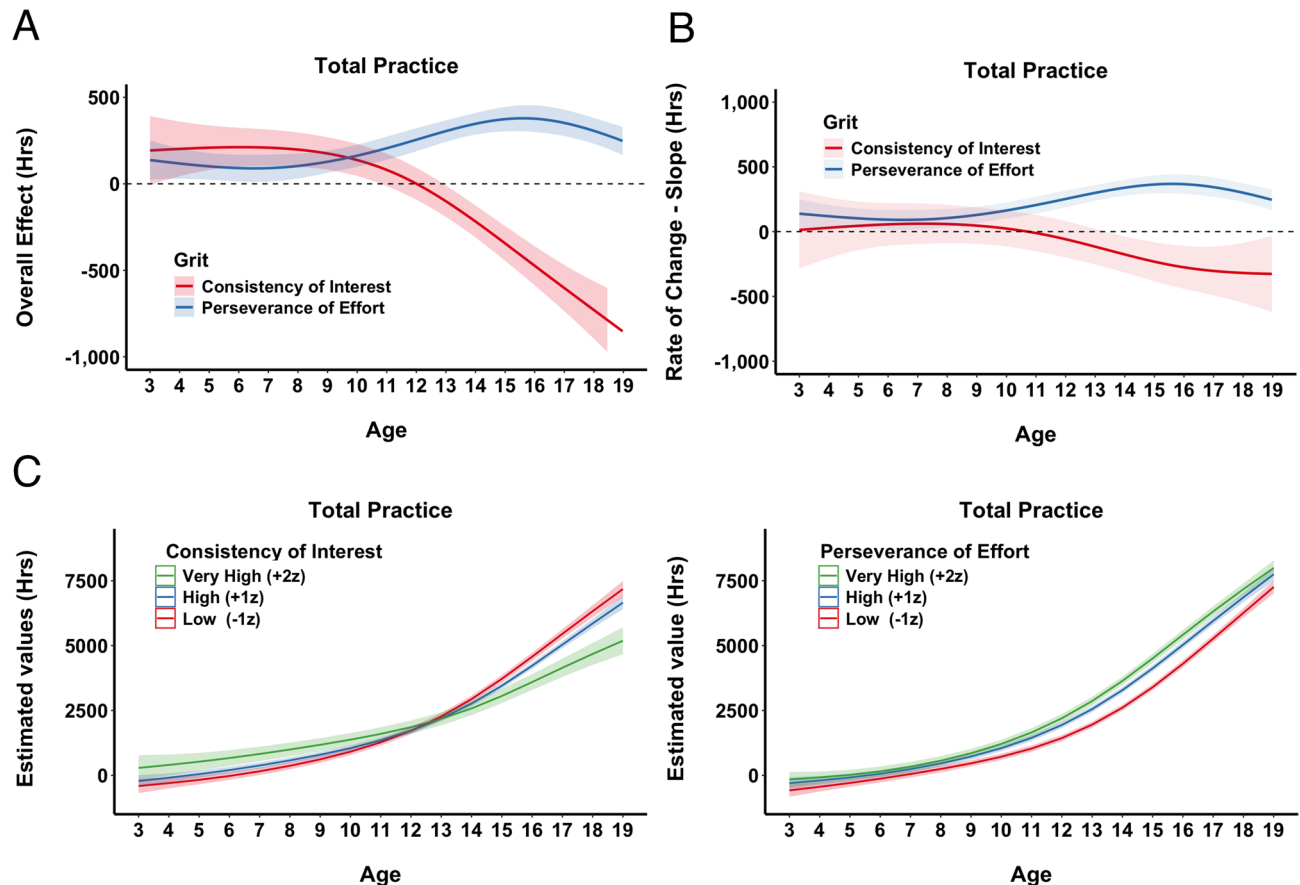 A
Total Practice
Overall Effect (Hrs)
500
0
-500
-1,000
Grit
Consistency of Interest
Perseverance of Effort
3 4 5 6 7 8 9 10 11 12 13 14 15 16 17 18 19
Age
B
Total Practice
Rate of Change - Slope (Hrs)
1,000
500
0
-500
-1,000
Grit
Consistency of Interest
Perseverance of Effort
3 4 5 6 7 8 9 10 11 12 13 14 15 16 17 18 19
Age
C
Total Practice
Estimated values (Hrs)
7500
5000
2500
0
Consistency of Interest
Very High (+2z)
High (+1z)
Low (-1z)
3 4 5 6 7 8 9 10 11 12 13 14 15 16 17 18 19
Age
Total Practice
Estimated value (Hrs)
7500
5000
2500
0
Perseverance of Effort
Very High (+2z)
High (+1z)
Low (-1z)
3 4 5 6 7 8 9 10 11 12 13 14 15 16 17 18 19
Age